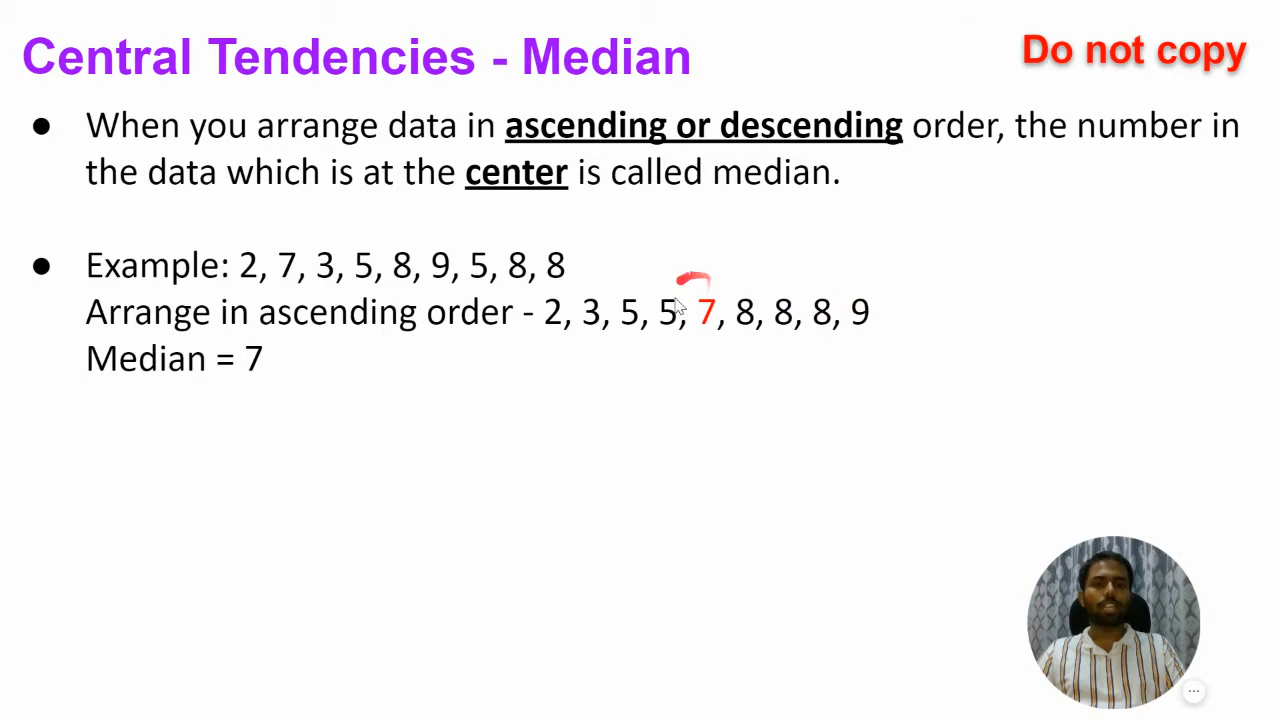 Central Tendencies - Median
Do not copy
● When you arrange data in ascending or descending order, the number in
the data which is at the center is called median.
● Example: 2, 7, 3, 5, 8, 9, 5, 8, 8
Arrange in ascending order - 2, 3, 5, 5, 7, 8, 8, 8, 9
Median = 7